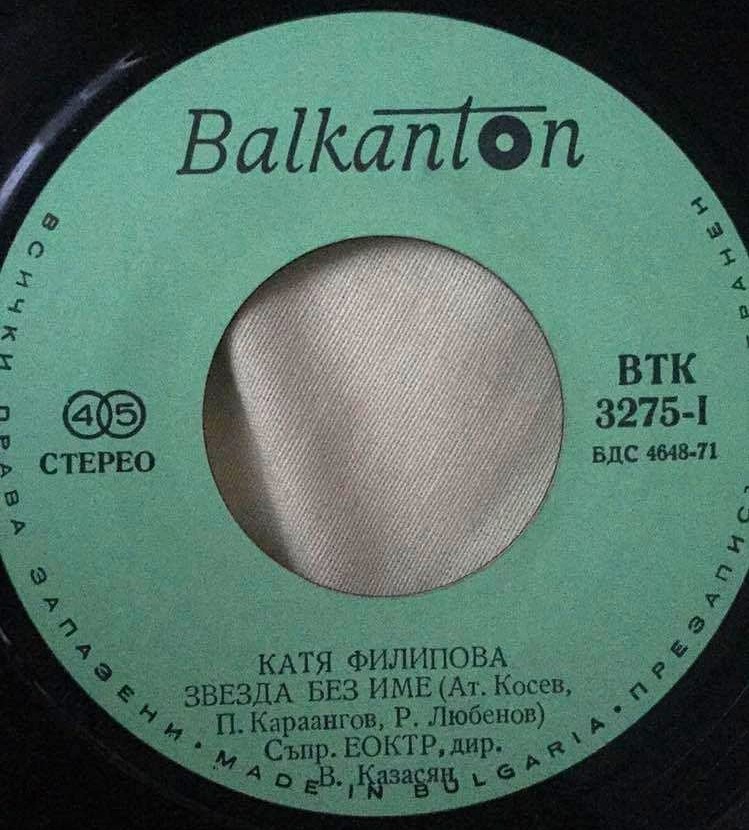 Balkanton
ВТК
3275-I
БДС 4648-71
45
СТЕРЕО
КАТЯ ФИЛИПОВА
ЗВЕЗДА БЕЗ ИМЕ (Ат. Косев,
П. Караангов, Р. Любенов)
Съпр. ЕОКТР, дир.
В. Казасян
ВСИЧКИ ПРАВА ЗАПАЗЕНИ • MADE IN BULGARIA •